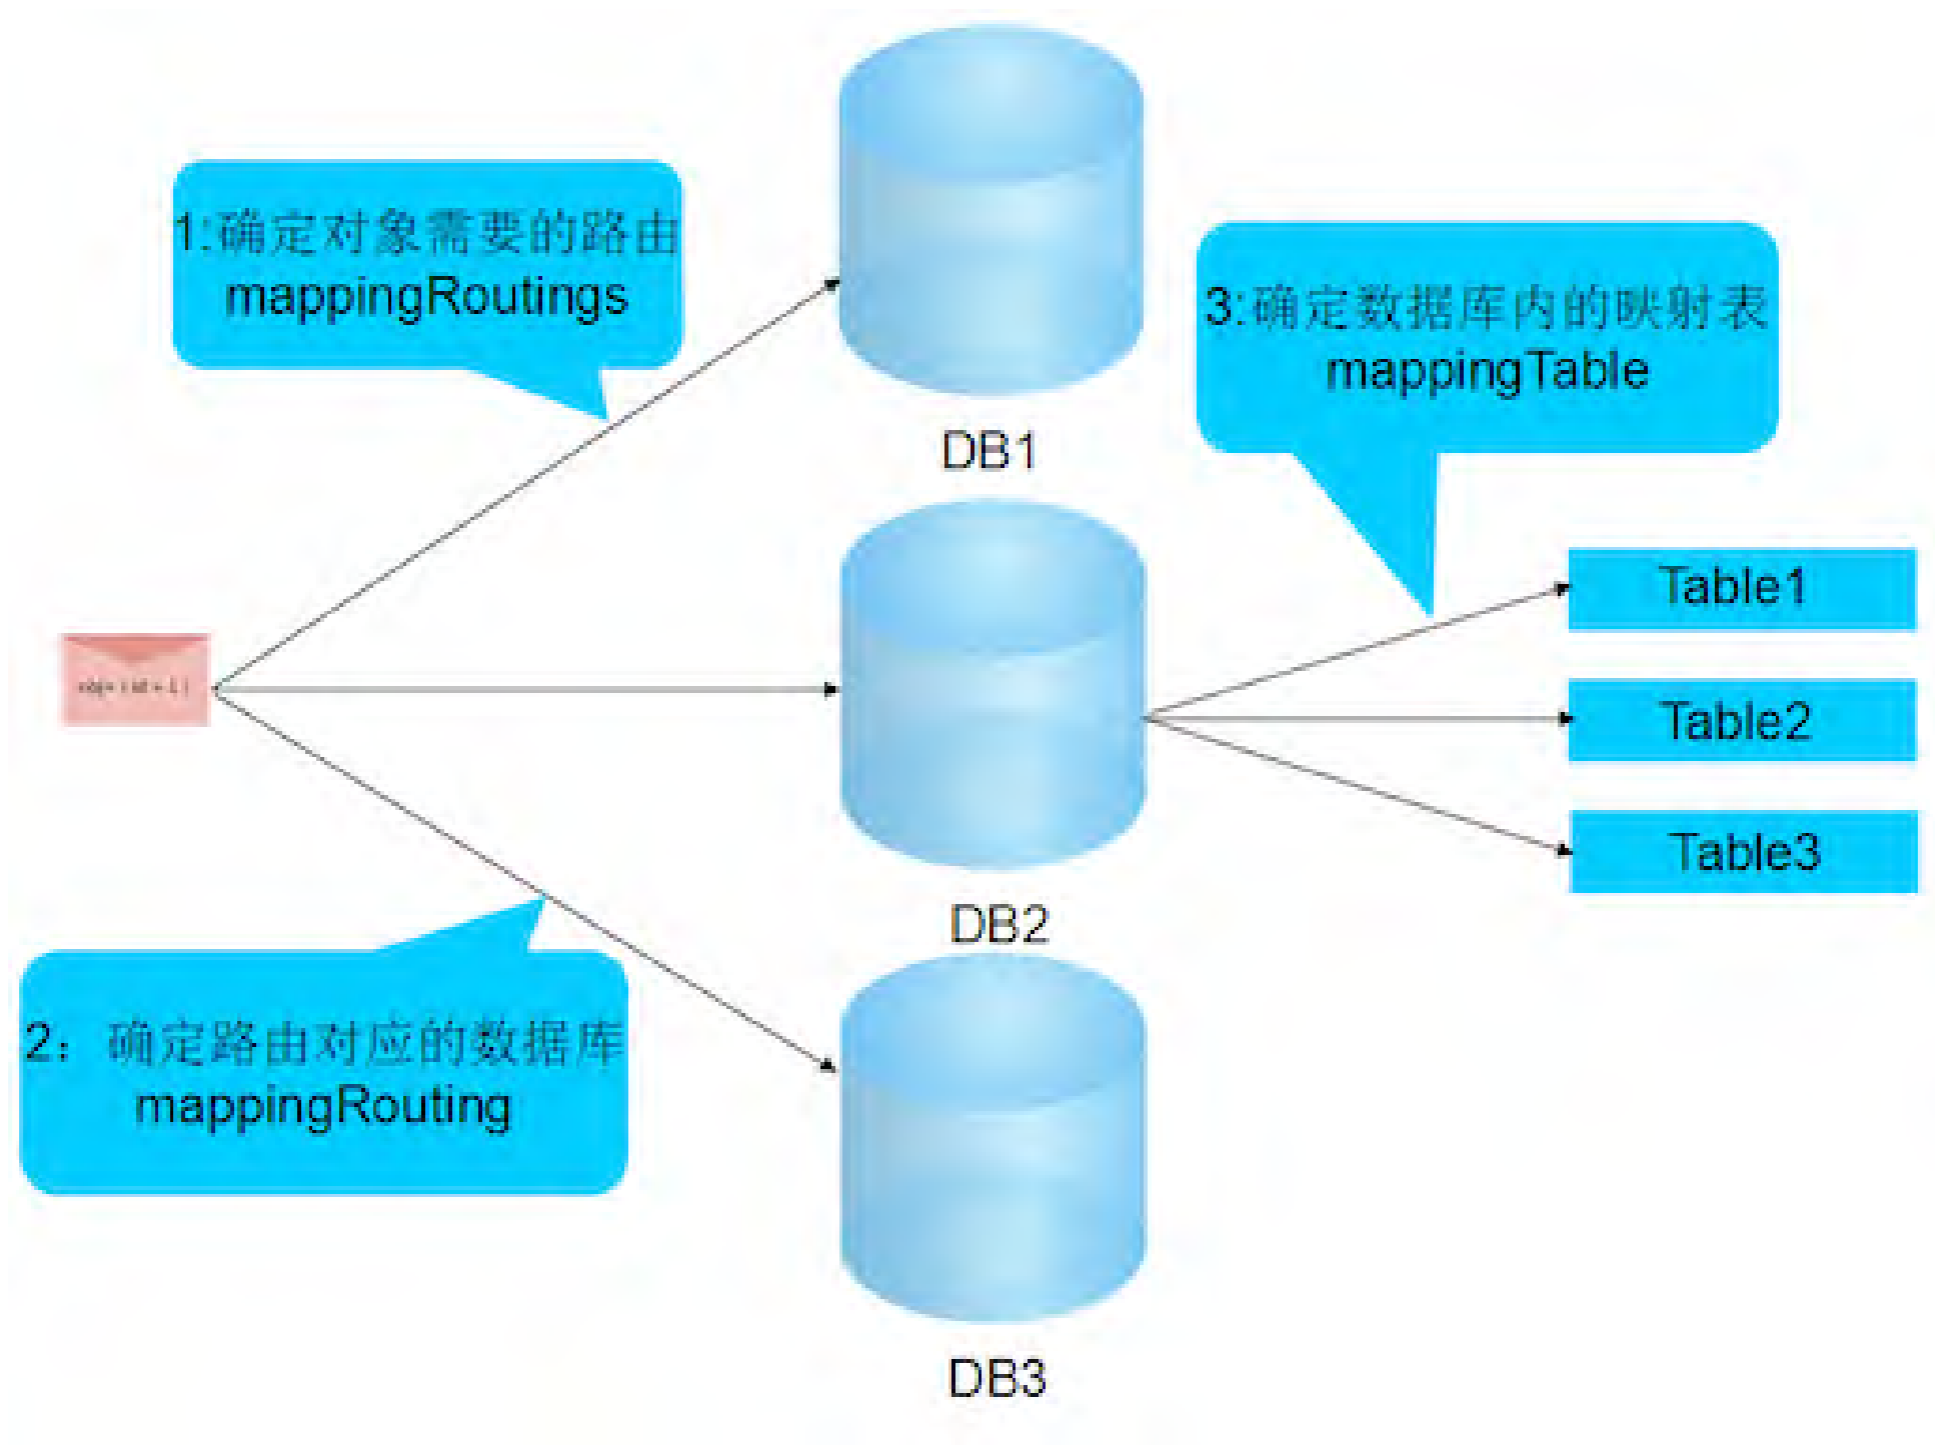 1:确定对象需要的路由
mappingRoutings
DB1
3:确定数据库内的映射表
mappingTable
Table1
Table2
Table3
DB2
2：确定路由对应的数据库
mappingRouting
DB3